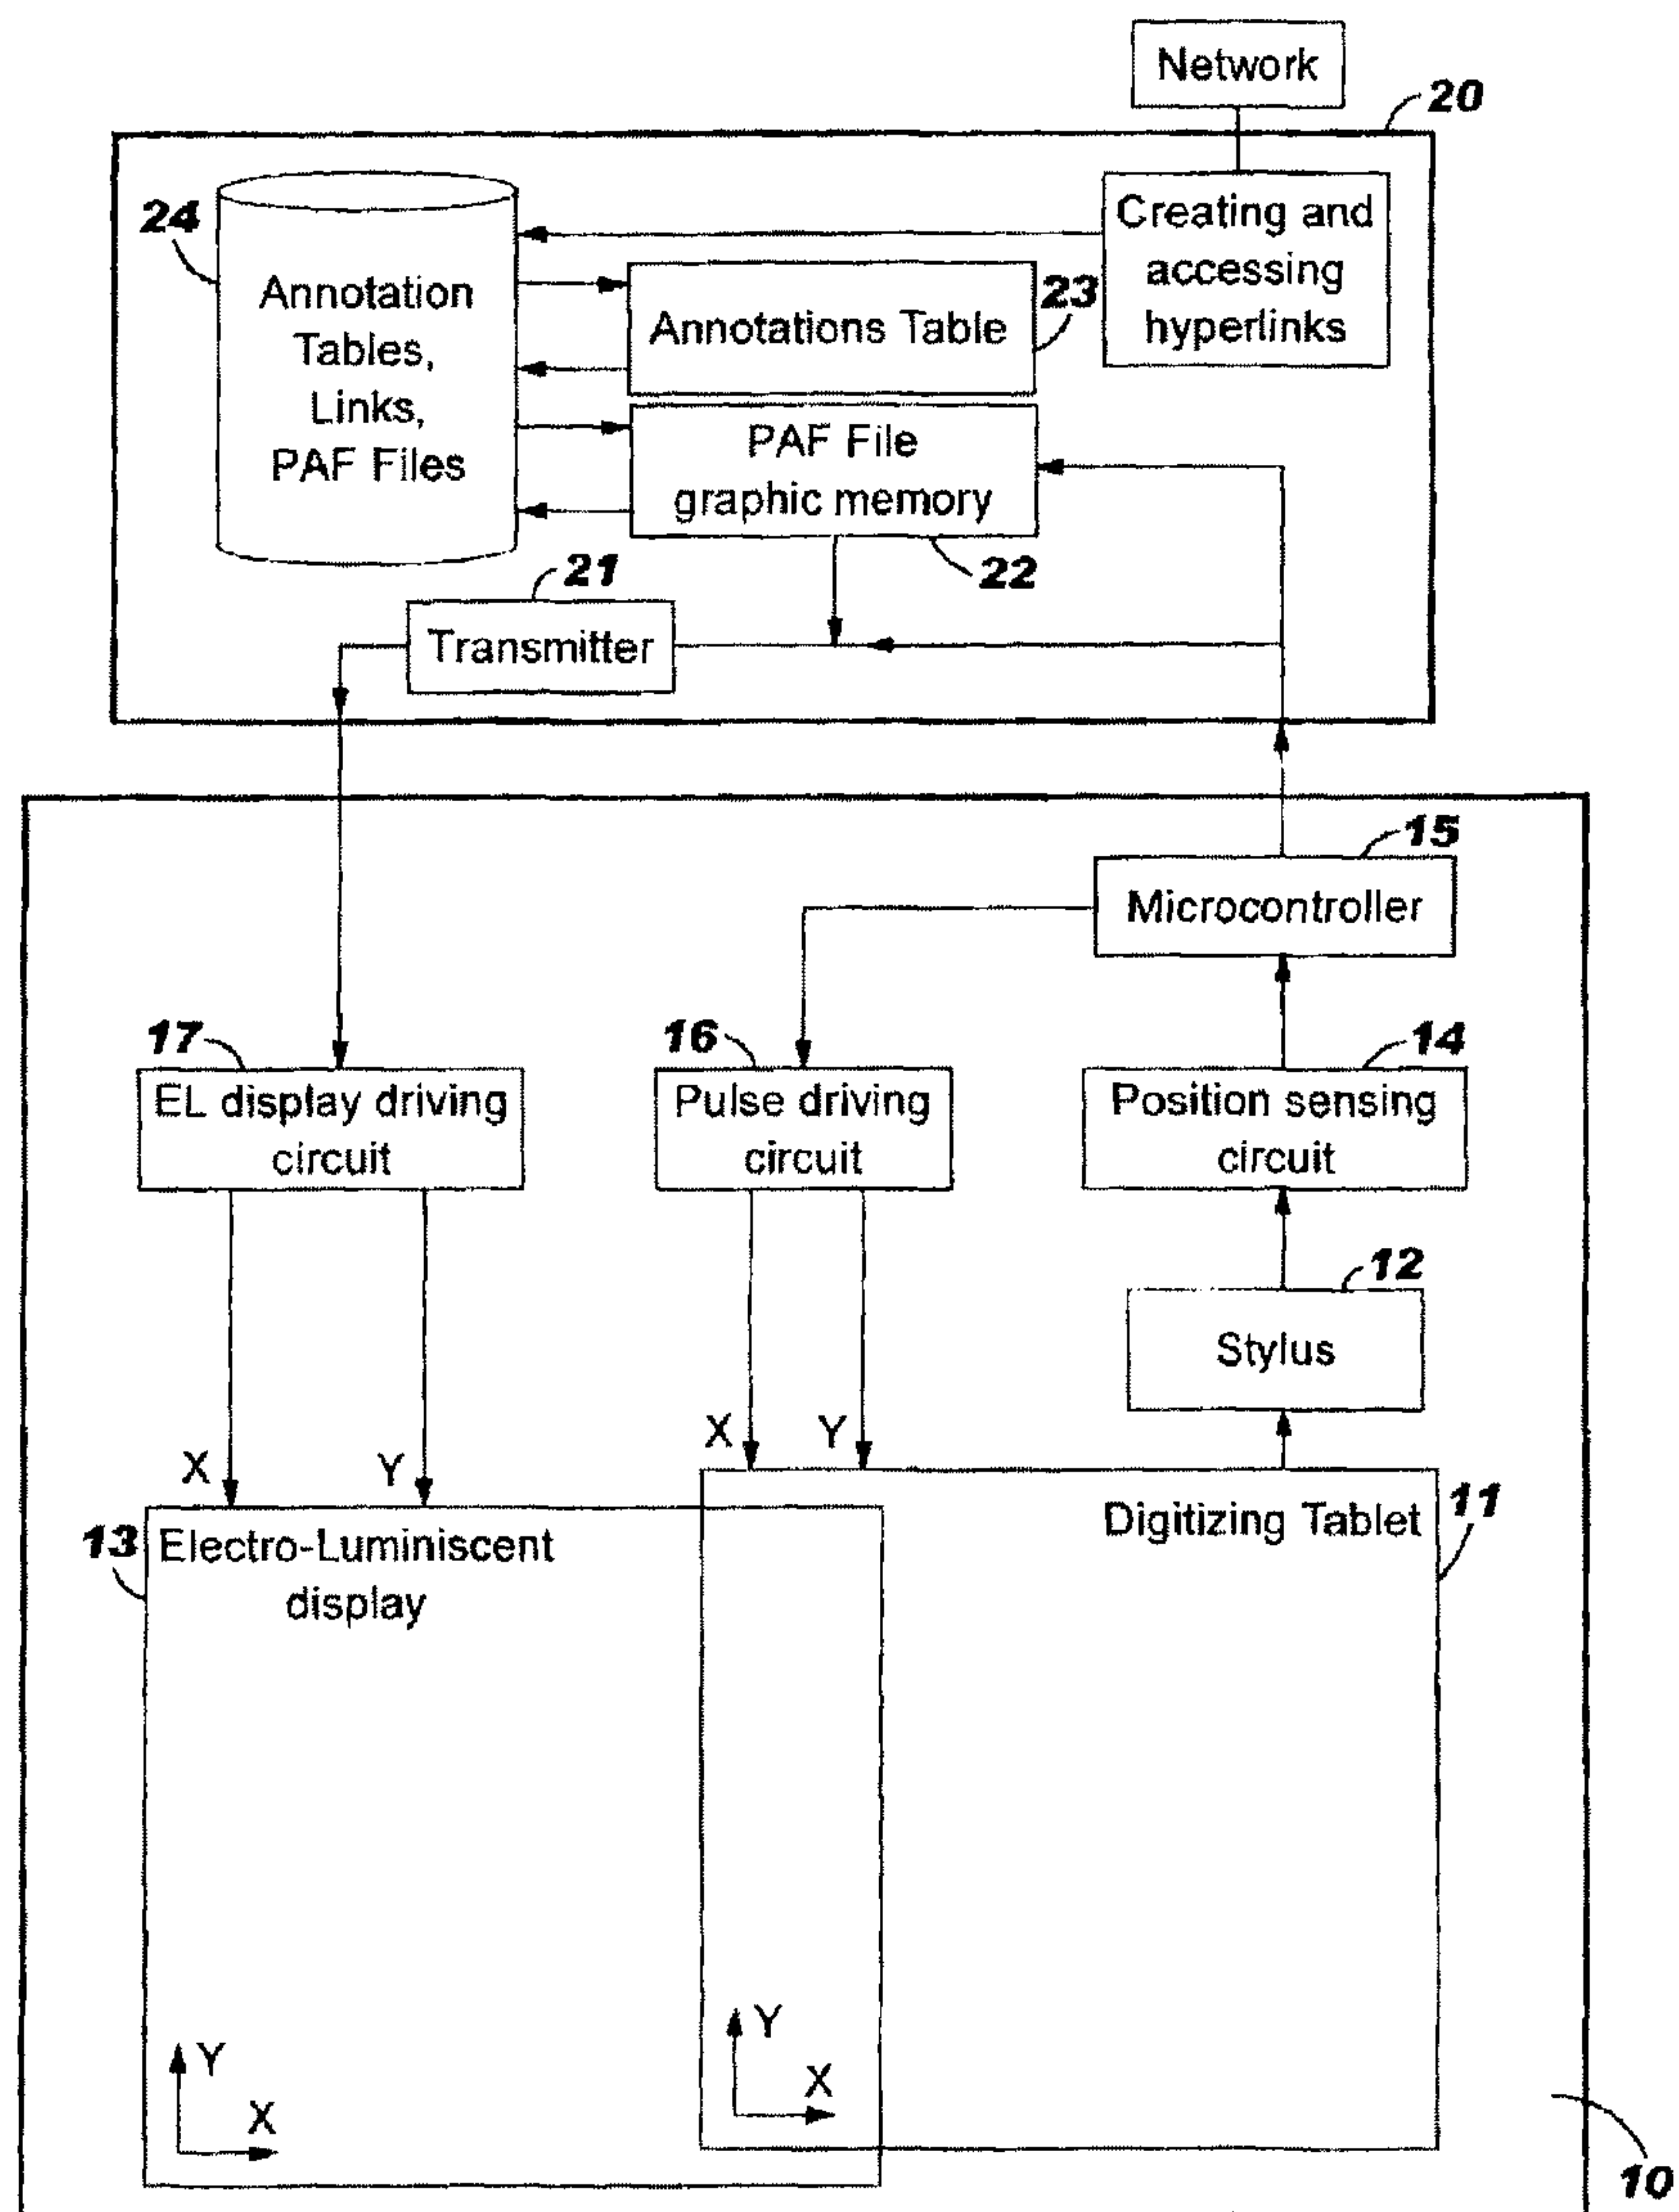 Network
20
24
Annotation
Tables,
Links,
PAF Files
Annotations Table
23
Creating and
accessing
hyperlinks
PAF File
graphic memory
22
21
Transmitter
15
Microcontroller
17
EL display driving
circuit
16
Pulse driving
circuit
14
Position sensing
circuit
12
Stylus
X
Y
X
Y
13
Electro-Luminiscent
display
Digitizing Tablet
11
Y
X
Y
X
10